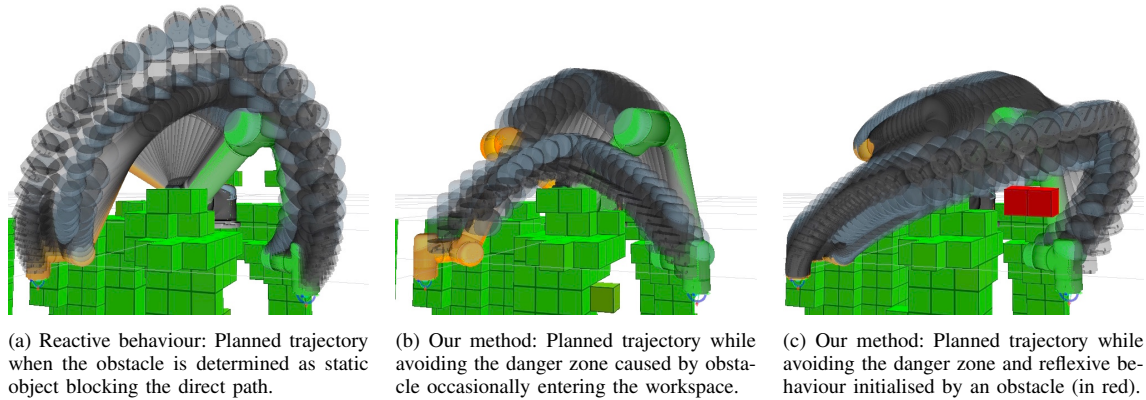 (a) Reactive behaviour: Planned trajectory
when the obstacle is determined as static
object blocking the direct path.
(b) Our method: Planned trajectory while
avoiding the danger zone caused by obsta-
cle occasionally entering the workspace.
(c) Our method: Planned trajectory while
avoiding the danger zone and reflexive be-
haviour initialised by an obstacle (in red).